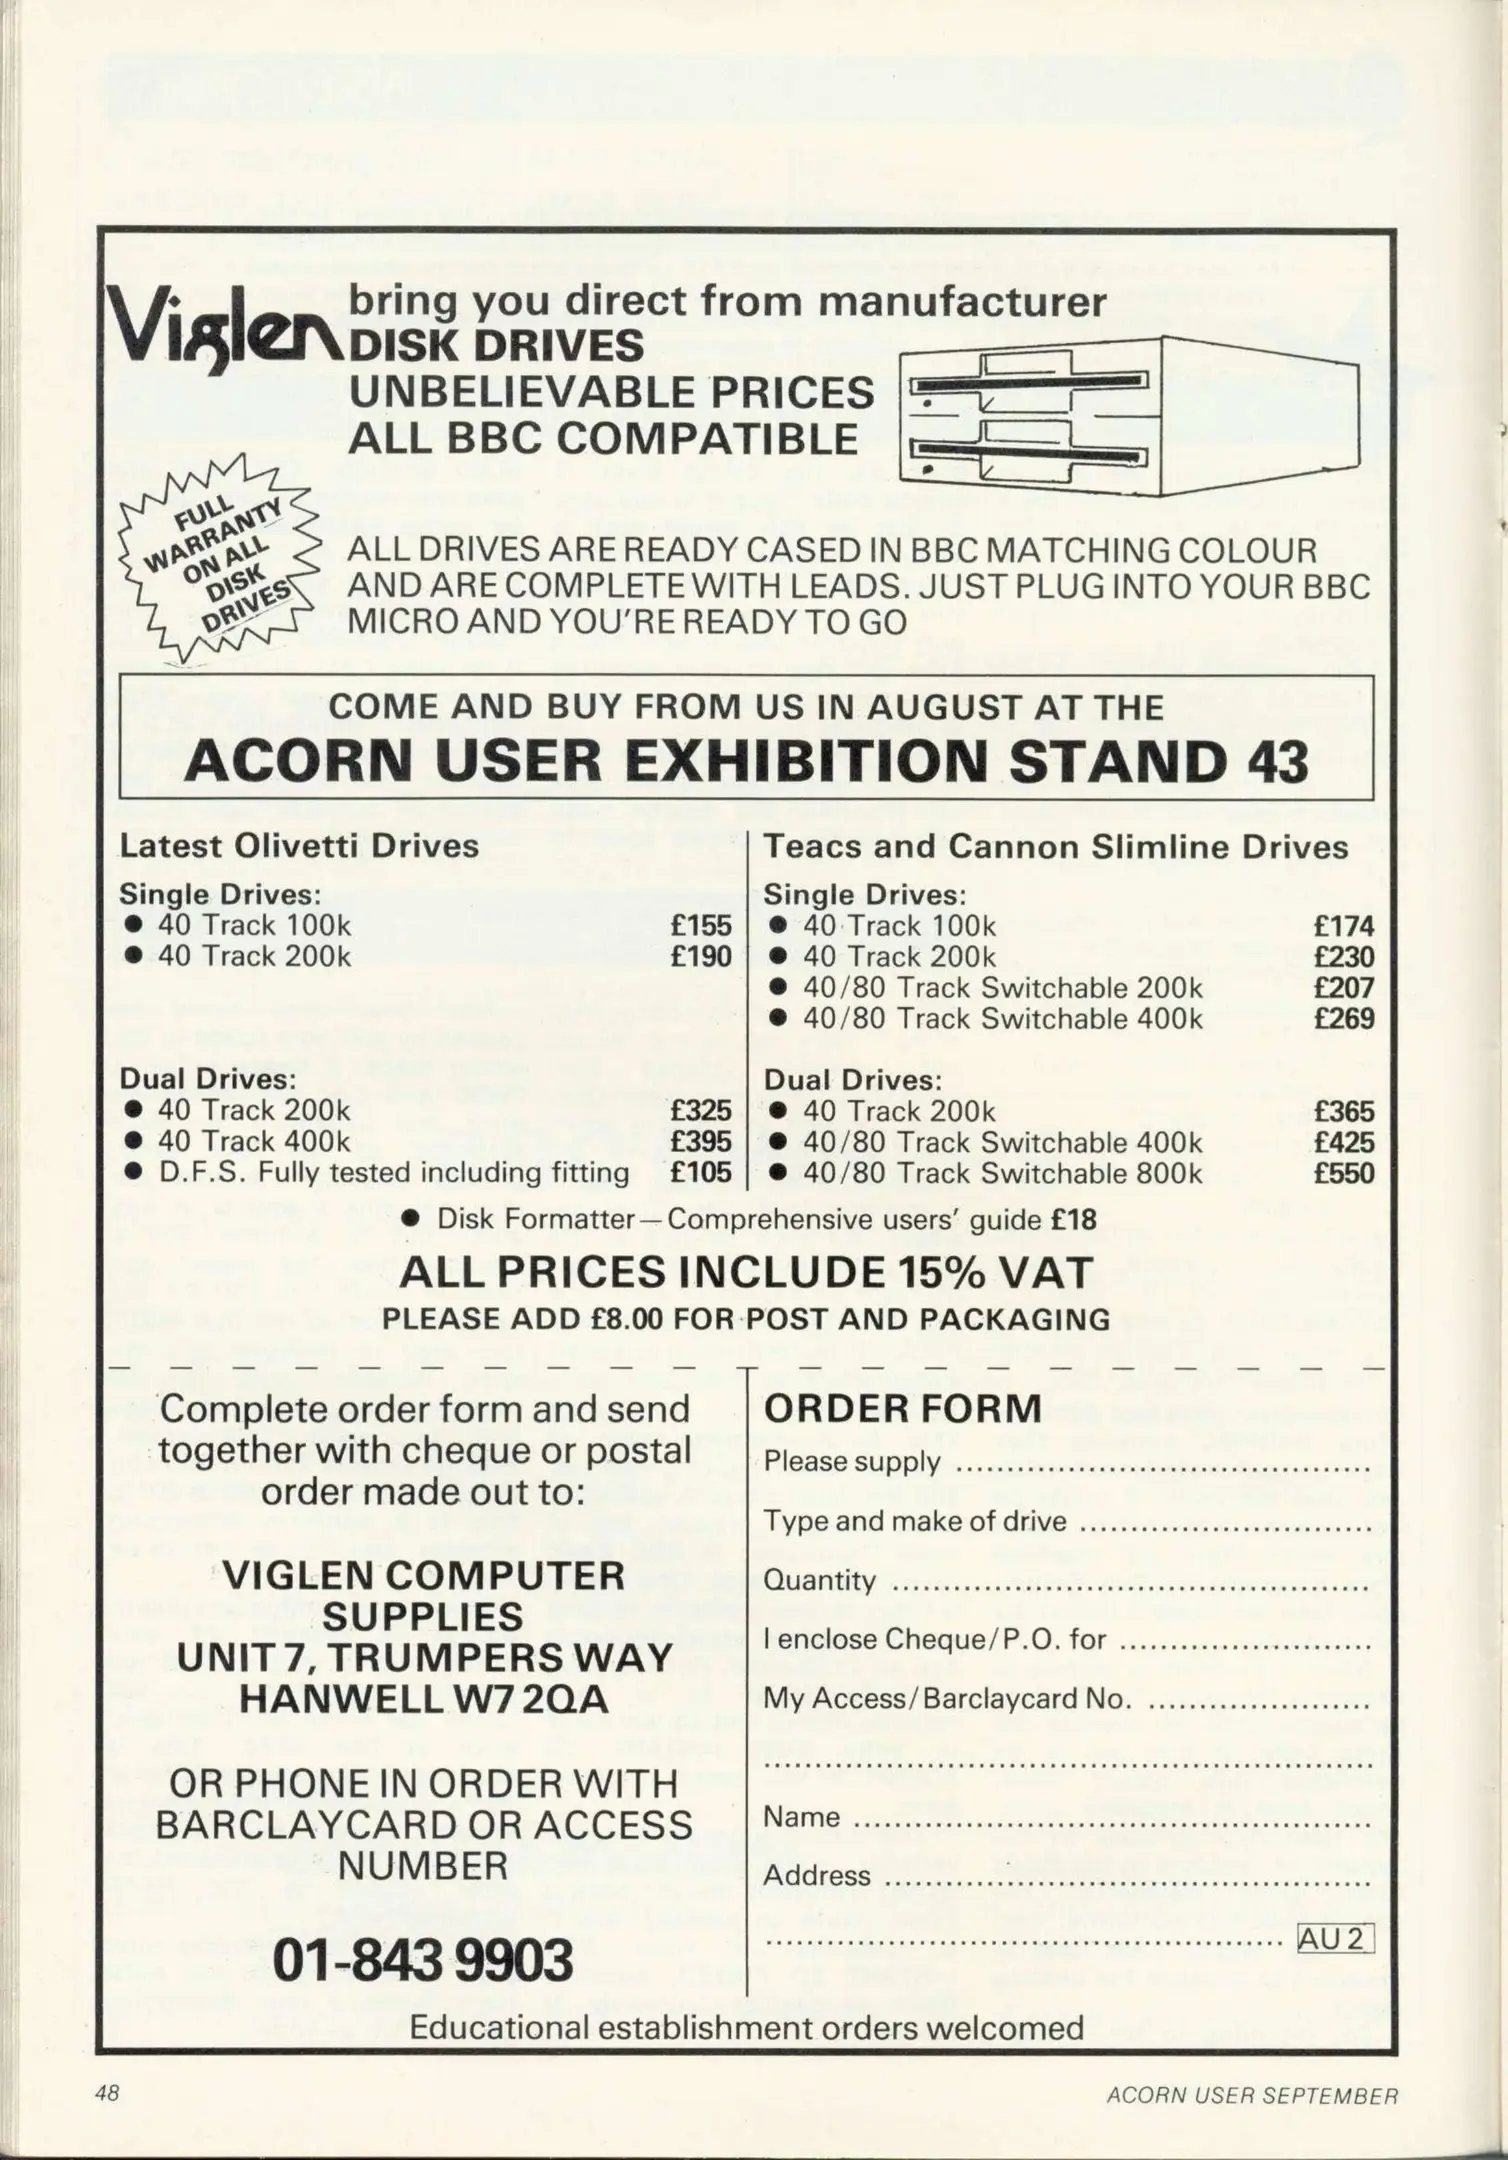 Viglen bring you direct from manufacturer
DISK DRIVES
UNBELIEVABLE PRICES
ALL BBC COMPATIBLE
FULL
WARRANTY
ON ALL
DISK
DRIVES
ALL DRIVES ARE READY CASED IN BBC MATCHING COLOUR
AND ARE COMPLETE WITH LEADS. JUST PLUG INTO YOUR BBC
MICRO AND YOU'RE READY TO GO
COME AND BUY FROM US IN AUGUST AT THE
ACORN USER EXHIBITION STAND 43
Latest Olivetti Drives
Single Drives:
● 40 Track 100k £155
● 40 Track 200k £190
Dual Drives:
● 40 Track 200k £325
● 40 Track 400k £395
● D.F.S. Fully tested including fitting £105
Teacs and Cannon Slimline Drives
Single Drives:
● 40 Track 100k £174
● 40 Track 200k £230
● 40/80 Track Switchable 200k £207
● 40/80 Track Switchable 400k £269
Dual Drives:
● 40 Track 200k £365
● 40/80 Track Switchable 400k £425
● 40/80 Track Switchable 800k £550
● Disk Formatter—Comprehensive users' guide £18
ALL PRICES INCLUDE 15% VAT
PLEASE ADD £8.00 FOR POST AND PACKAGING
Complete order form and send
together with cheque or postal
order made out to:
VIGLEN COMPUTER
SUPPLIES
UNIT 7, TRUMPERS WAY
HANWELL W7 2QA
OR PHONE IN ORDER WITH
BARCLAYCARD OR ACCESS
NUMBER
01-843 9903
ORDER FORM
Please supply ........................................
Type and make of drive ............................
Quantity ..............................................
I enclose Cheque/P.O. for ........................
My Access/Barclaycard No. .....................
...........................................................
Name ..................................................
Address ...............................................
.................................................. AU 2
Educational establishment orders welcomed
48
ACORN USER SEPTEMBER